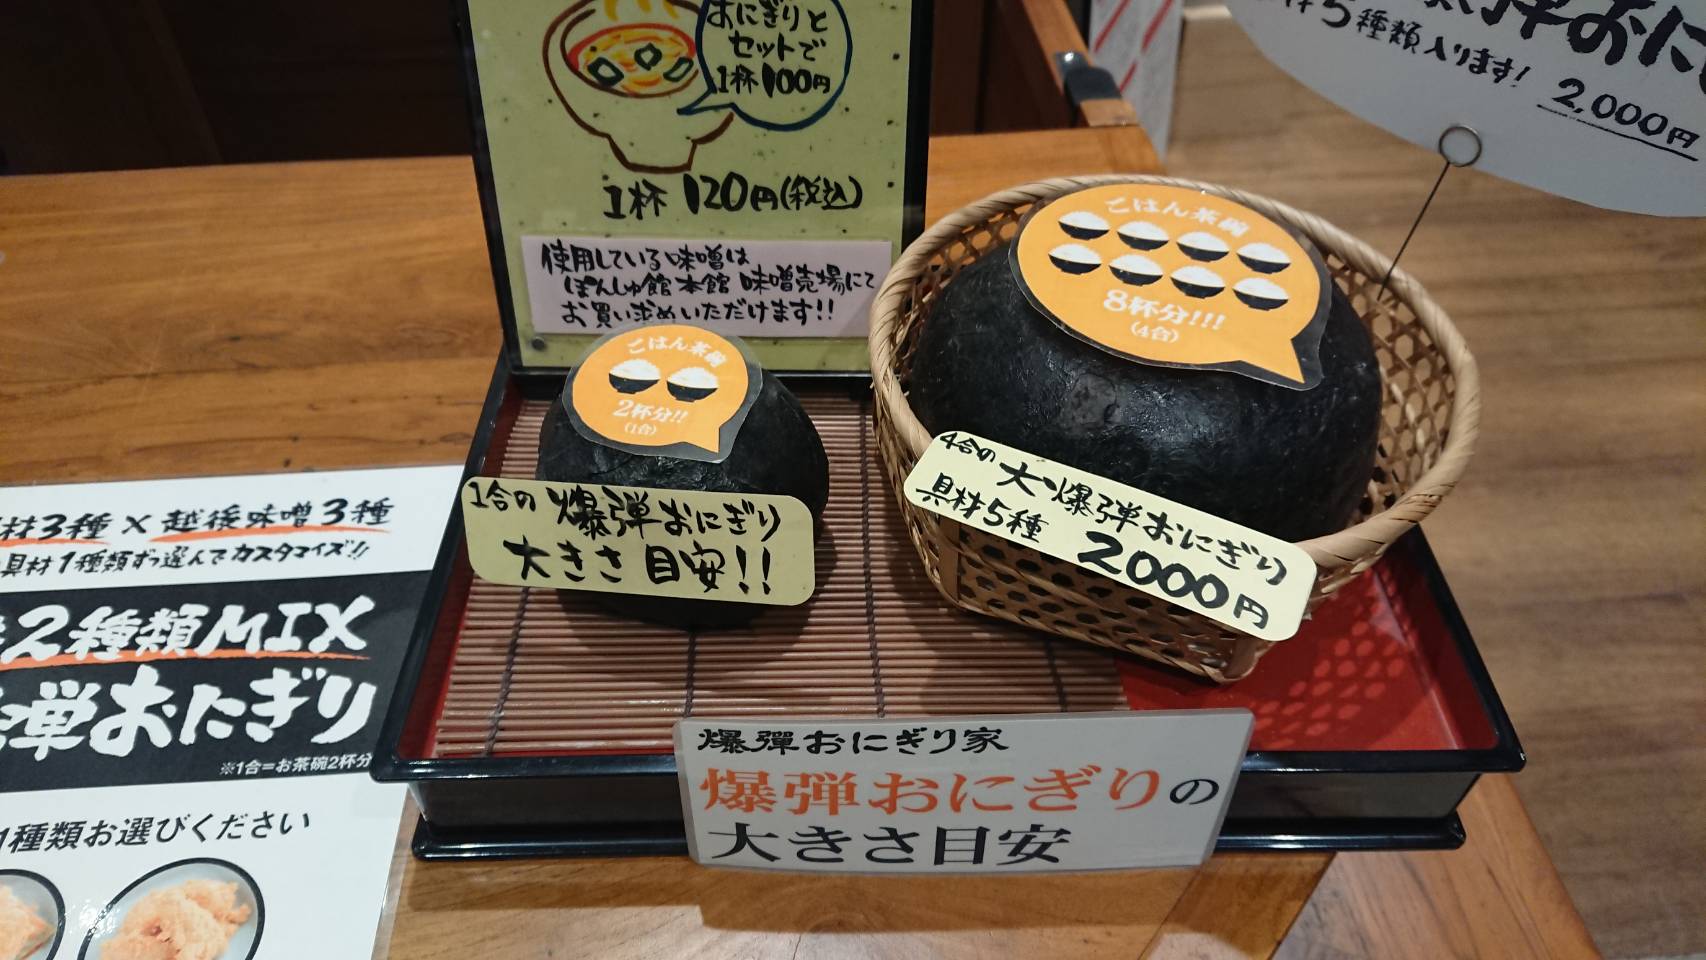 おにぎりと
セットで
1杯100円
1杯 120円(税込)
使用している味噌は
ぽんしゅ館本館 味噌売場にて
お買い求めいただけます!!
材5種類入ります!
2,000円
ごはん茶碗
8杯分!!!
(4合)
ごはん茶碗
2杯分!!
(1合)
1合の 爆弾おにぎり
大きさ 目安!!
4合の 大爆弾おにぎり
具材5種 2000円
材3種×越後味噌3種
具材1種類ずつ選んでカスタマイズ!!
2種類MIX
弾おにぎり
※1合=お茶碗2杯分
1種類お選びください
爆弾おにぎり家
爆弾おにぎりの
大きさ目安